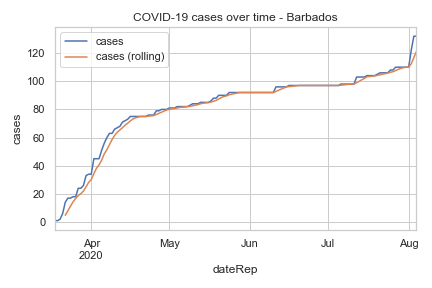 COVID-19 cases over time - Barbados
cases
cases (rolling)
cases
120
100
80
60
40
20
0
Apr
2020
May
Jun
Jul
Aug
dateRep